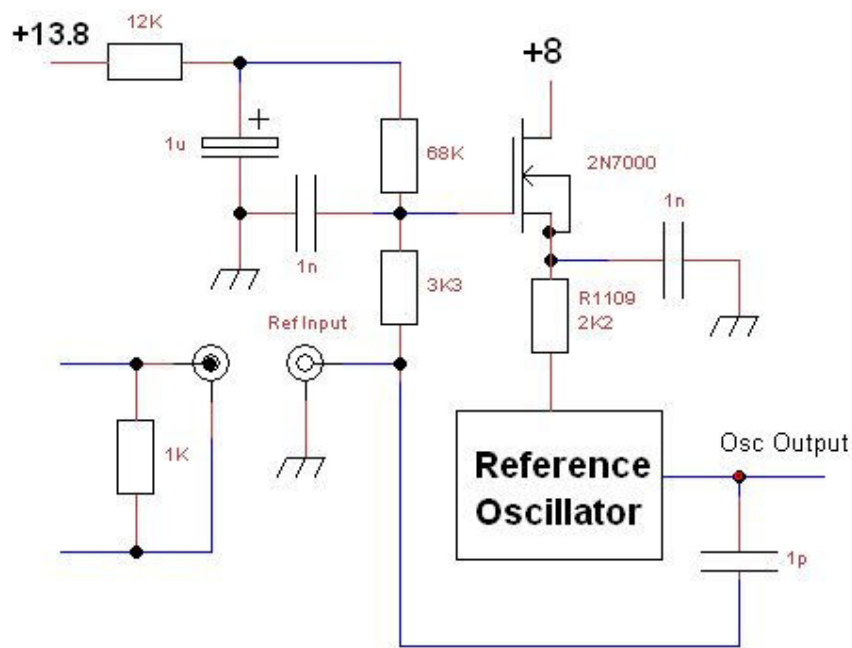 12K
+13.8
+8
+
1u
68K
2N7000
1n
1n
3K3
R1109
2K2
Ref Input
1K
Osc Output
Reference
Oscillator
1p